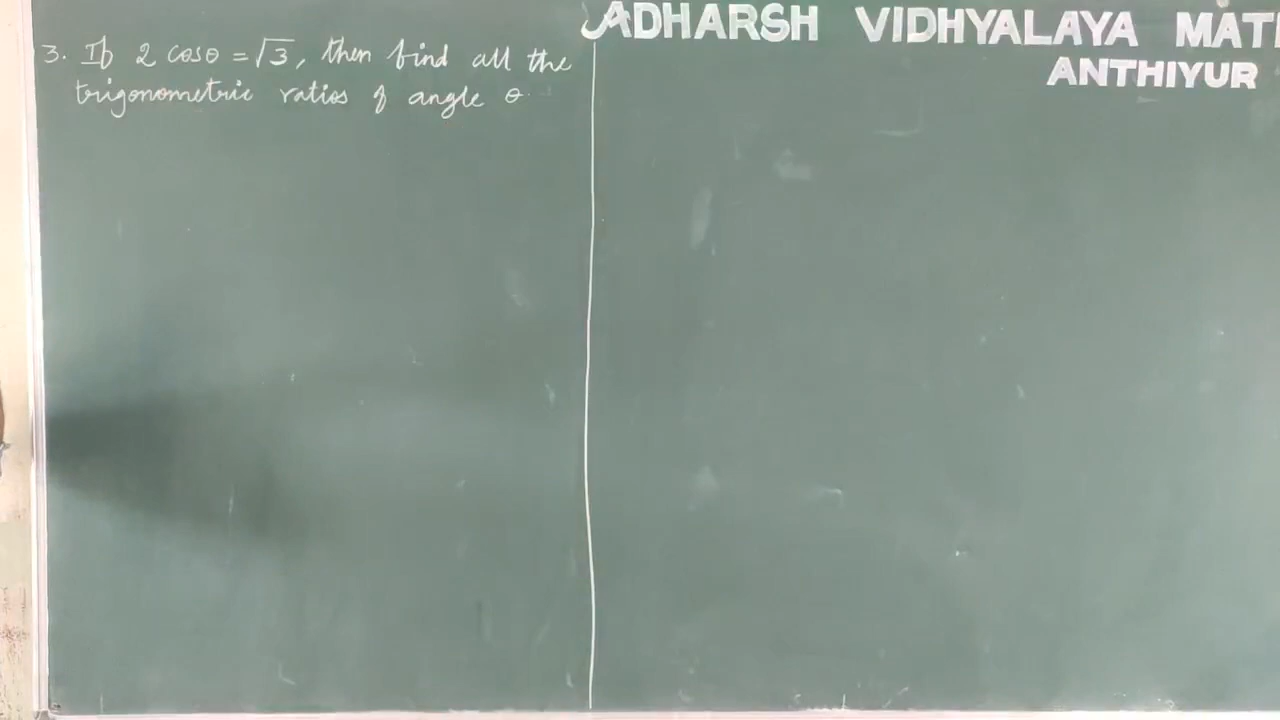 ADHARSH VIDHYALAYA MAT
ANTHIYUR
3. If 2 cosθ = √3, then find all the
trigonometric ratios of angle θ